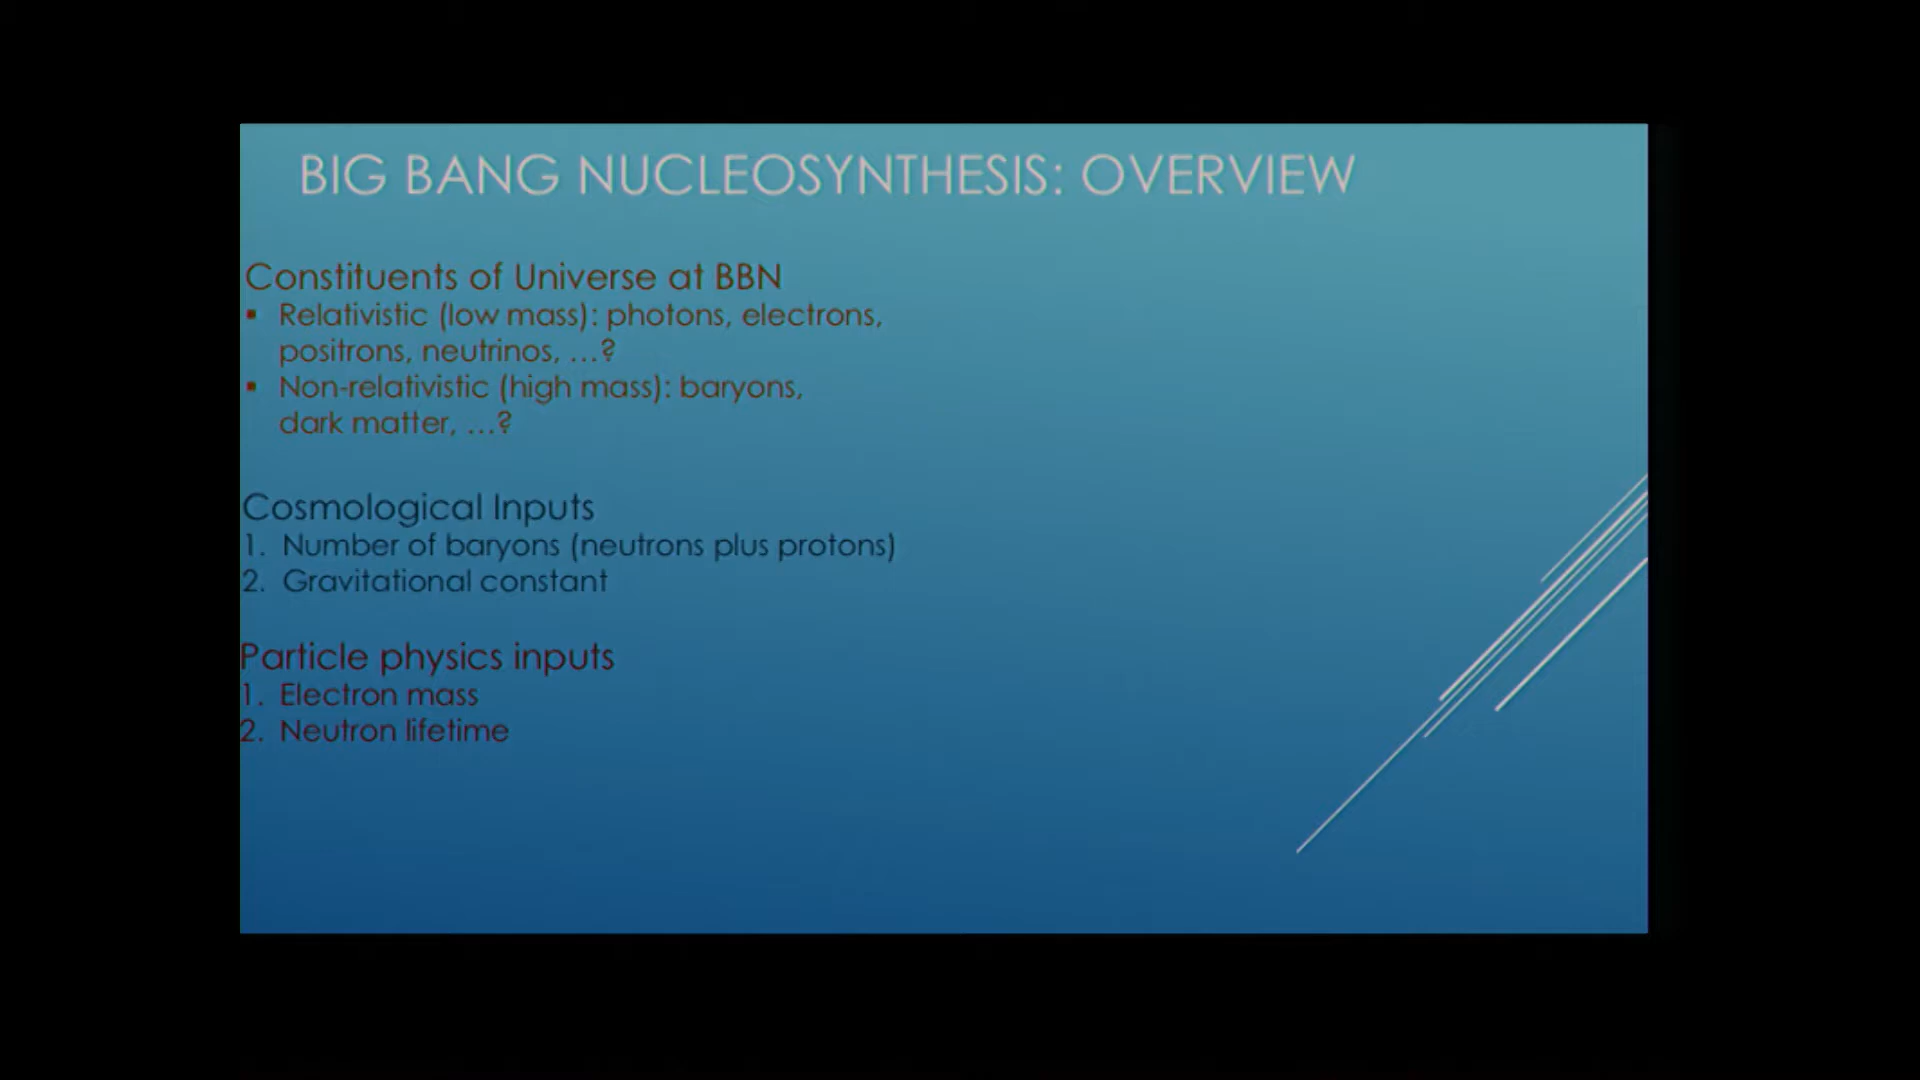 BIG BANG NUCLEOSYNTHESIS: OVERVIEW
Constituents of Universe at BBN
▪ Relativistic (low mass): photons, electrons,
positrons, neutrinos, …?
▪ Non-relativistic (high mass): baryons,
dark matter, …?
Cosmological Inputs
1. Number of baryons (neutrons plus protons)
2. Gravitational constant
Particle physics inputs
1. Electron mass
2. Neutron lifetime